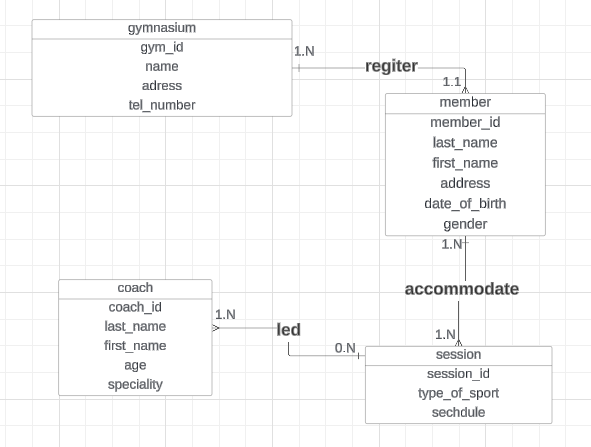 gymnasium
gym_id
name
adress
tel_number
1.N
regiter
1.1
member
member_id
last_name
first_name
address
date_of_birth
gender
1.N
accommodate
1.N
coach
coach_id
last_name
first_name
age
speciality
1.N
led
0.N
session
session_id
type_of_sport
sechdule